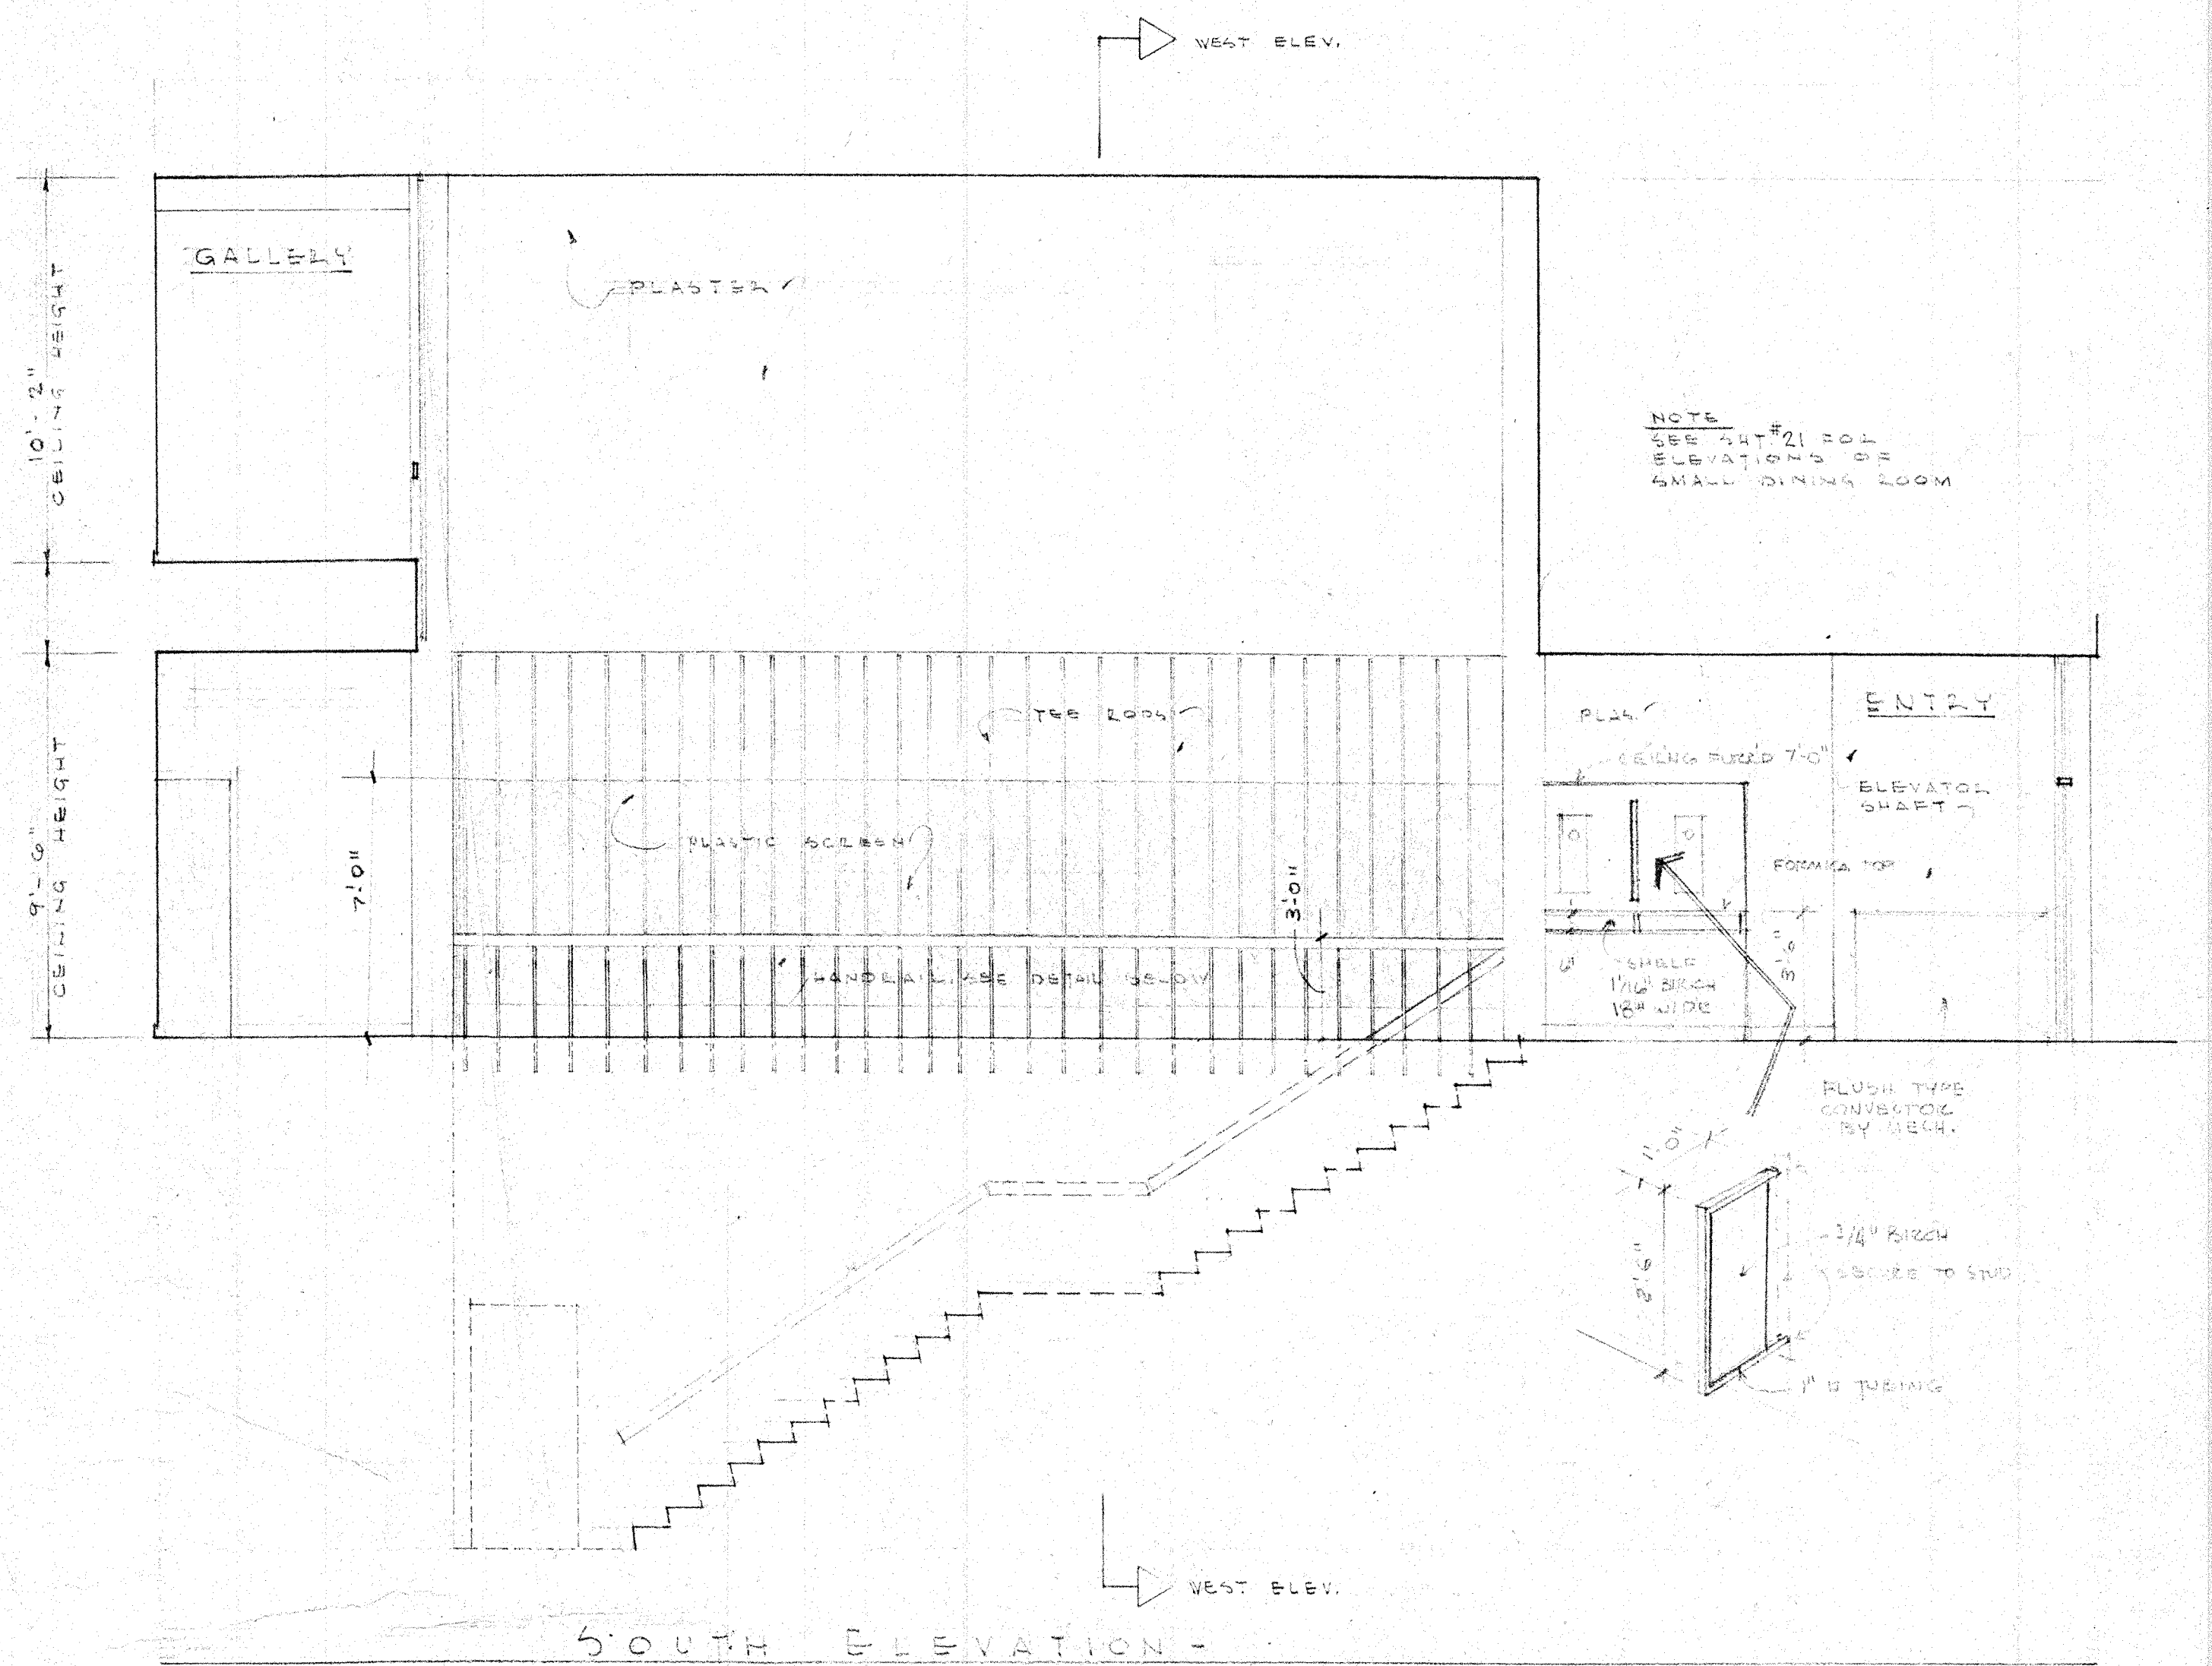 WEST ELEV.
GALLERY
PLASTER
10'-2"
CEILING HEIGHT
NOTE
SEE SHT. #21 FOR
ELEVATIONS OF
SMALL DINING ROOM
TEE RODS
PLAS.
ENTRY
CEILING FURR'D 7'-0"
ELEVATOR
SHAFT
9'-6"
CEILING HEIGHT
7'-0"
PLASTIC SCREEN
3'-0"
FORMICA TOP
HANDRAIL, SEE DETAIL BELOW
6"
SHELF
1 1/16" BIRCH
18" WIDE
3'-6"
FLUSH TYPE
CONVECTOR
BY MECH.
1'-0"
3/4" BIRCH
SECURE TO STUD
1" □ TUBING
WEST ELEV.
SOUTH ELEVATION -